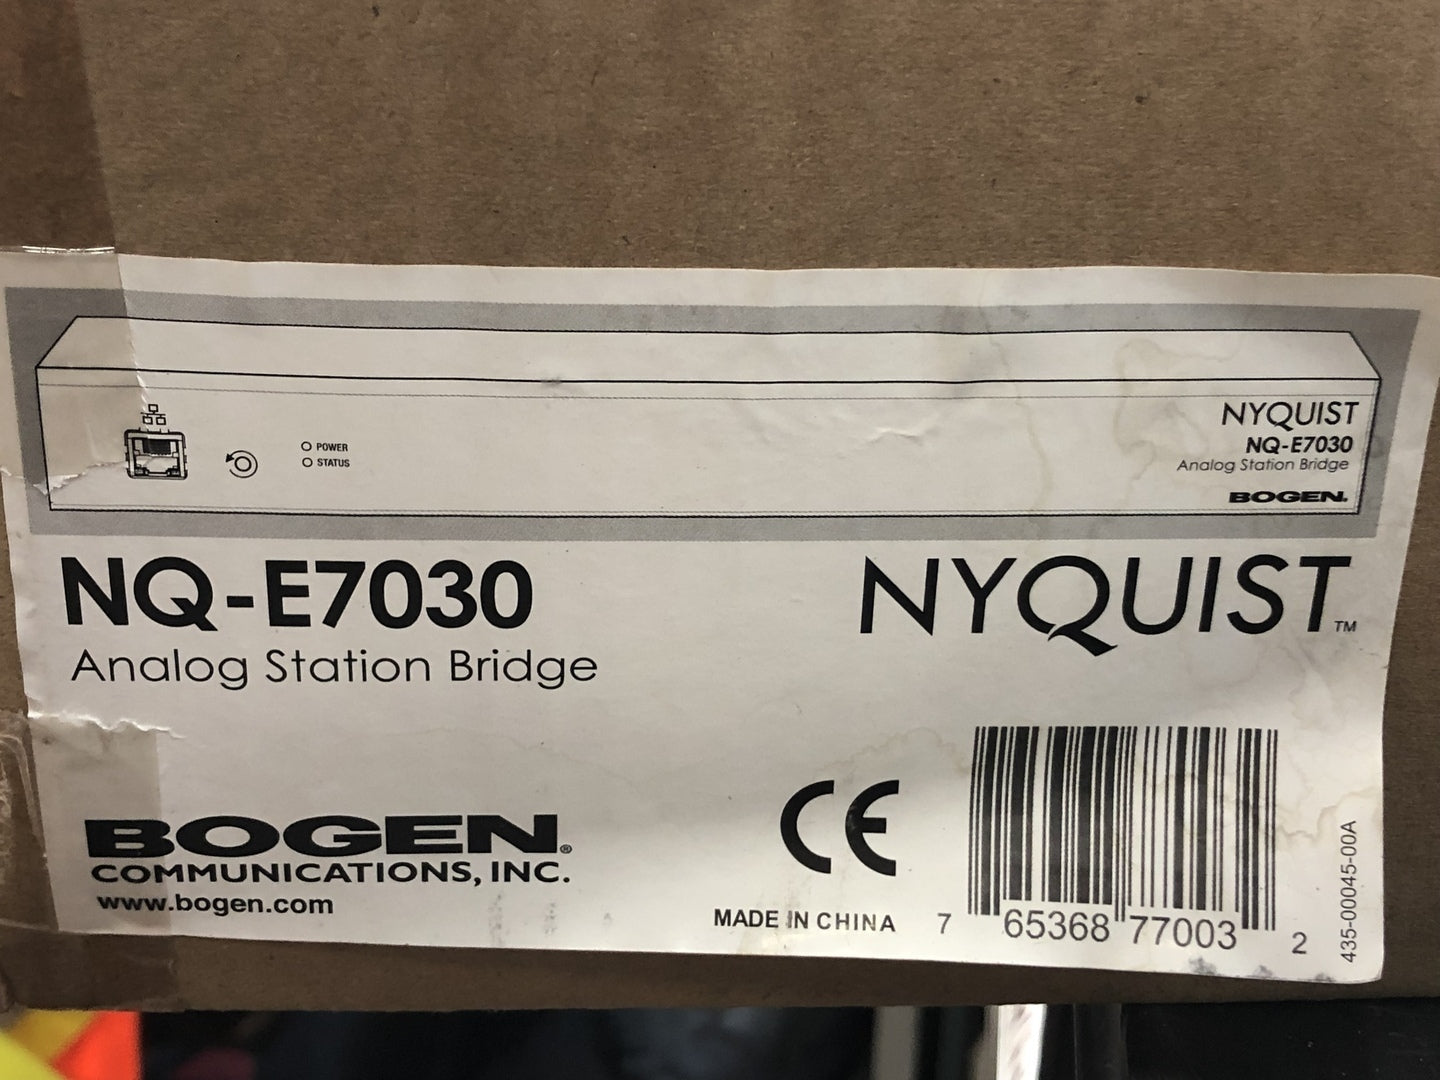 POWER
STATUS
NYQUIST
NQ-E7030
Analog Station Bridge
BOGEN
NQ-E7030
Analog Station Bridge
NYQUIST™
BOGEN®
COMMUNICATIONS, INC.
www.bogen.com
CE
MADE IN CHINA
7 65368 77003 2
435-00045-00A